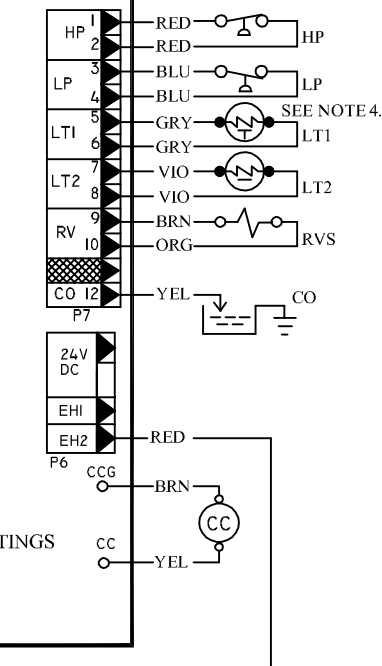 HP 1 RED
2 RED HP
LP 3 BLU
4 BLU LP
SEE NOTE 4.
LT1 5 GRY
6 GRY LT1
LT2 7 VIO
8 VIO LT2
RV 9 BRN
10 ORG RVS
CO 12 YEL CO
P7
24V
DC
EH1
EH2 RED
P6
CCG BRN
CC
TINGS CC
YEL